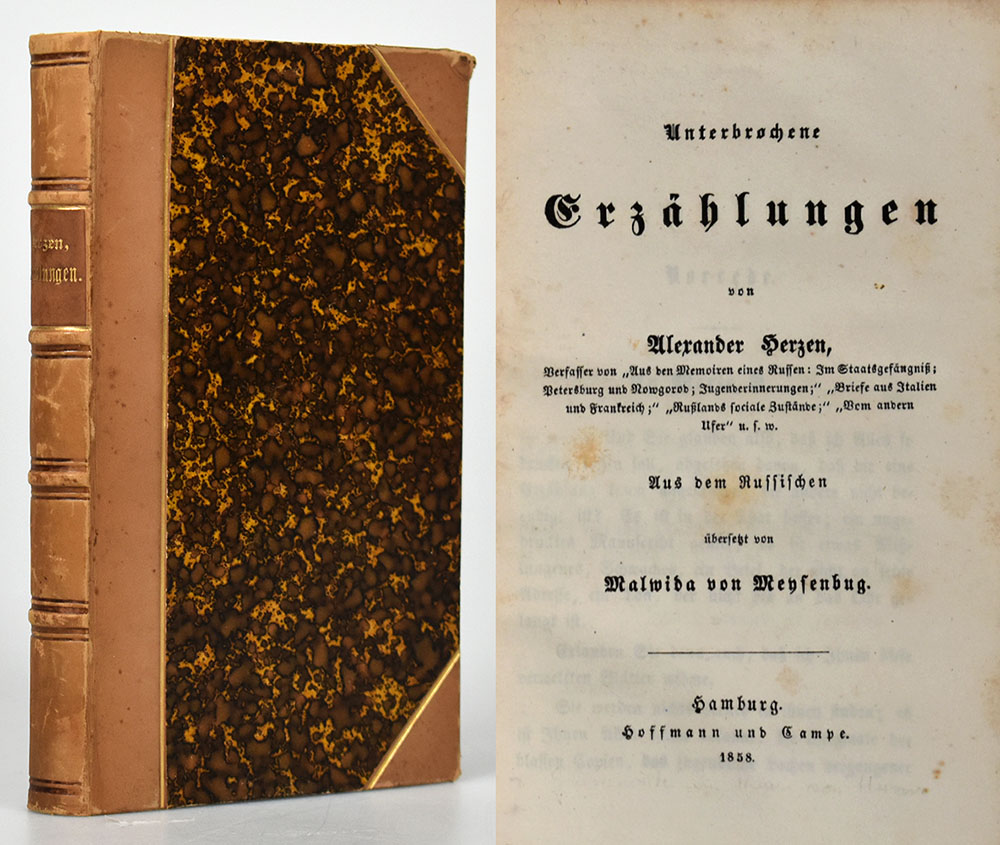 ungen.
Unterbrochene
Erzählungen
von
Alexander Herzen,
Verfasser von „Aus den Memoiren eines Russen: Im Staatsgefängniß;
Petersburg und Nowgorod; Jugenderinnerungen;“ „Briefe aus Italien
und Frankreich;“ „Rußlands sociale Zustände;“ „Vom andern
Ufer“ u. s. w.
Aus dem Russischen
übersetzt von
Malwida von Meysenbug.
Hamburg.
Hoffmann und Campe.
1858.